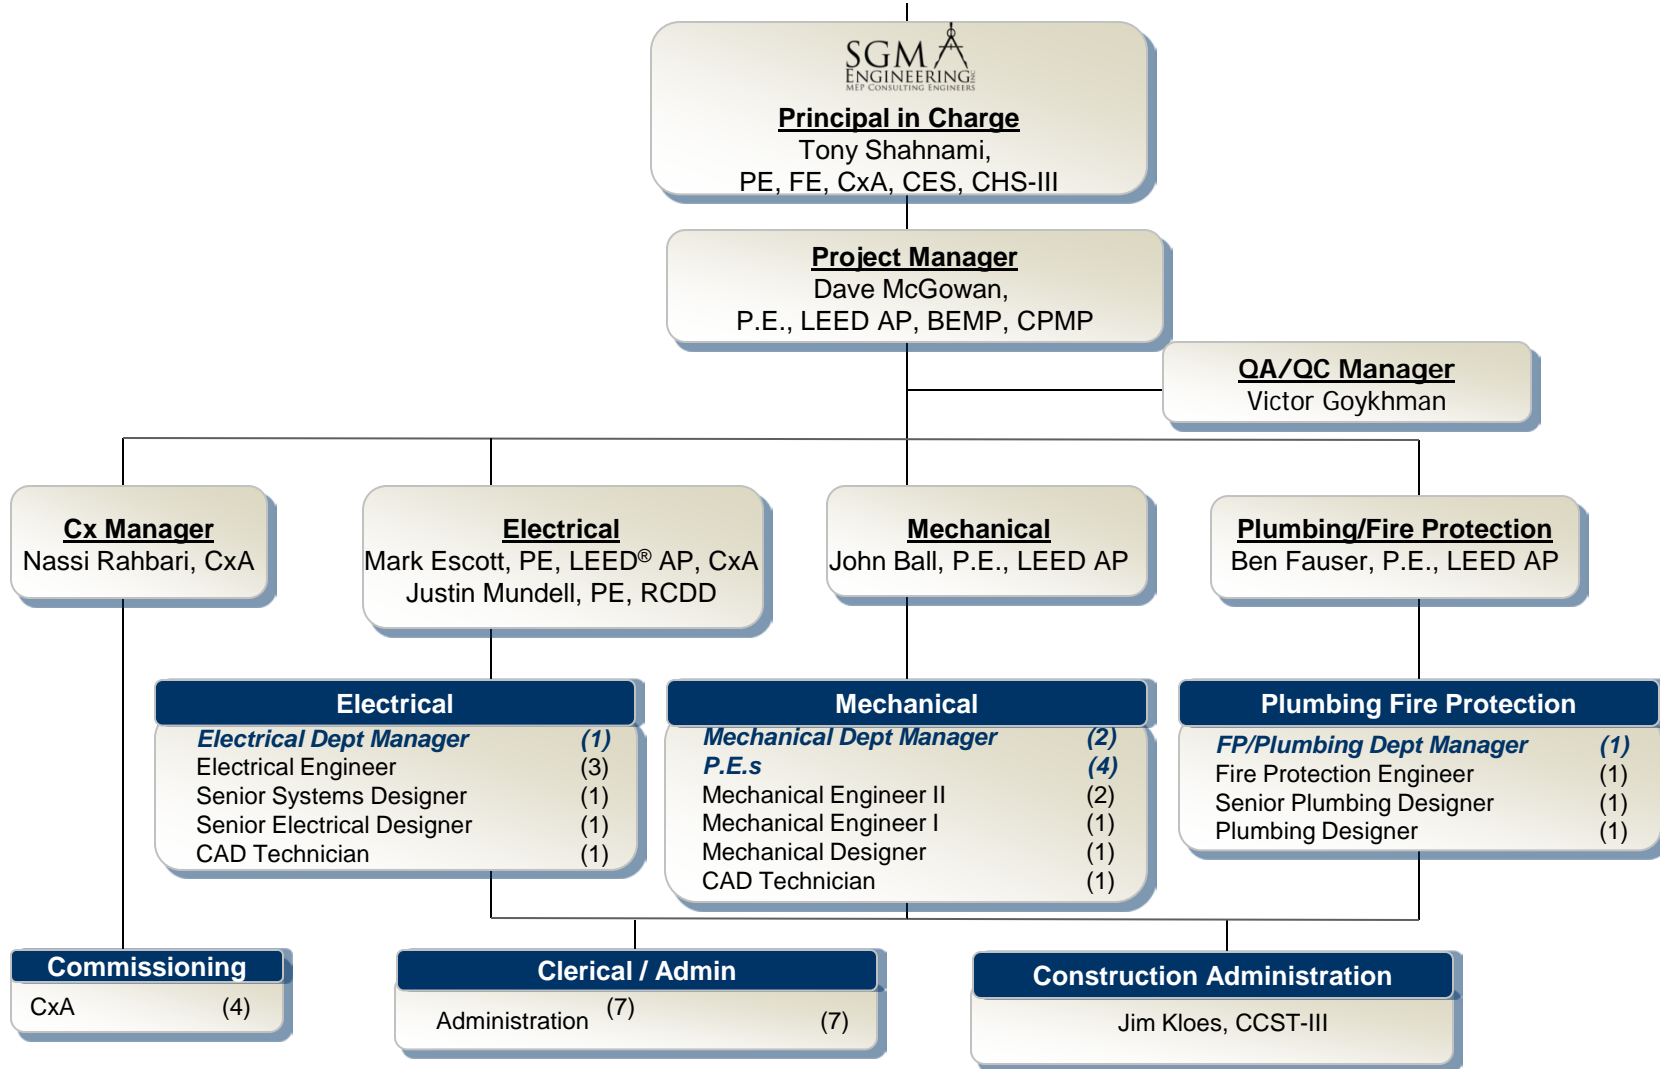 SGM
ENGINEERING INC
MEP CONSULTING ENGINEERS
Principal in Charge
Tony Shahnami,
PE, FE, CxA, CES, CHS-III
Project Manager
Dave McGowan,
P.E., LEED AP, BEMP, CPMP
QA/QC Manager
Victor Goykhman
Cx Manager
Nassi Rahbari, CxA
Electrical
Mark Escott, PE, LEED® AP, CxA
Justin Mundell, PE, RCDD
Mechanical
John Ball, P.E., LEED AP
Plumbing/Fire Protection
Ben Fauser, P.E., LEED AP
Electrical
Electrical Dept Manager (1)
Electrical Engineer (3)
Senior Systems Designer (1)
Senior Electrical Designer (1)
CAD Technician (1)
Mechanical
Mechanical Dept Manager (2)
P.E.s (4)
Mechanical Engineer II (2)
Mechanical Engineer I (1)
Mechanical Designer (1)
CAD Technician (1)
Plumbing Fire Protection
FP/Plumbing Dept Manager (1)
Fire Protection Engineer (1)
Senior Plumbing Designer (1)
Plumbing Designer (1)
Commissioning
CxA (4)
Clerical / Admin
Administration (7) (7)
Construction Administration
Jim Kloes, CCST-III